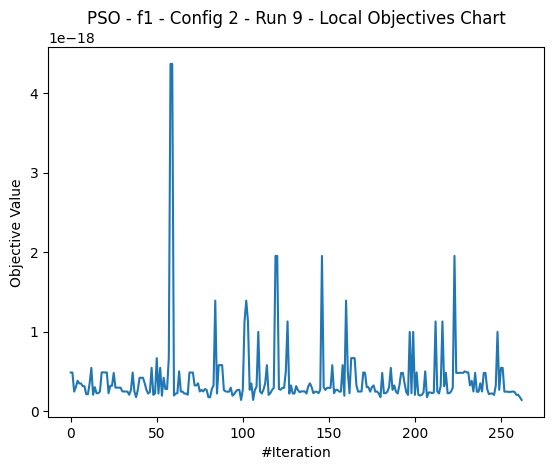 PSO - f1 - Config 2 - Run 9 - Local Objectives Chart
1e−18
4
3
2
1
0
Objective Value
0 50 100 150 200 250
#Iteration